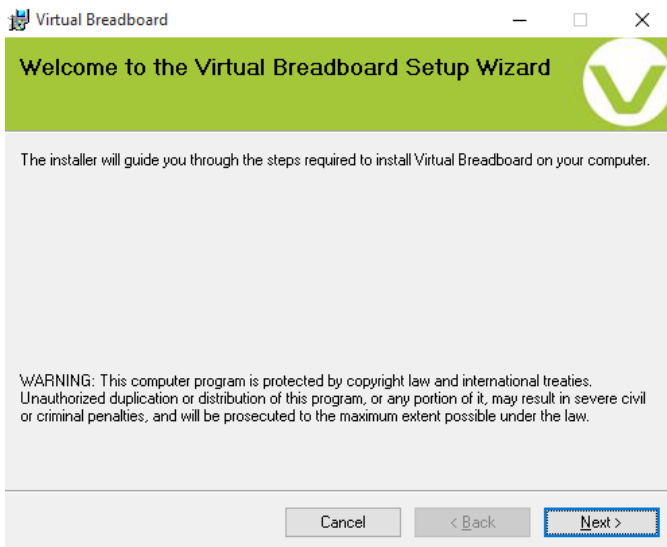 Virtual Breadboard
Welcome to the Virtual Breadboard Setup Wizard
The installer will guide you through the steps required to install Virtual Breadboard on your computer.
WARNING: This computer program is protected by copyright law and international treaties.
Unauthorized duplication or distribution of this program, or any portion of it, may result in severe civil
or criminal penalties, and will be prosecuted to the maximum extent possible under the law.
Cancel
< Back
Next >